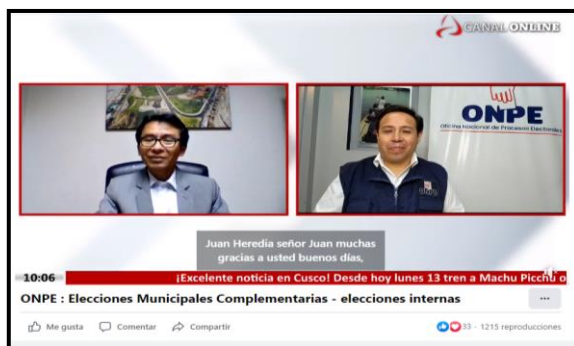 CANAL ONLINE
ONPE
Oficina Nacional de Procesos Electorales
ONPE
Juan Heredia señor Juan muchas
gracias a usted buenos días,
10:06
¡Excelente noticia en Cusco! Desde hoy lunes 13 tren a Machu Picchu o
ONPE : Elecciones Municipales Complementarias - elecciones internas
...
Me gusta
Comentar
Compartir
33 · 1215 reproducciones